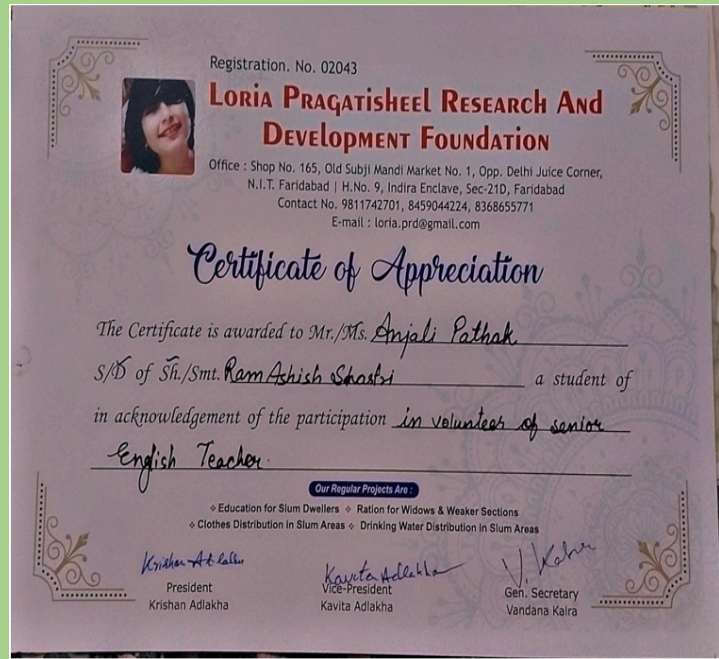 Registration. No. 02043
LORIA PRAGATISHEEL RESEARCH AND
DEVELOPMENT FOUNDATION
Office : Shop No. 165, Old Subji Mandi Market No. 1, Opp. Delhi Juice Corner,
N.I.T. Faridabad | H.No. 9, Indira Enclave, Sec-21D, Faridabad
Contact No. 9811742701, 8459044224, 8368655771
E-mail : loria.prd@gmail.com
Certificate of Appreciation
The Certificate is awarded to Mr./Ms. Anjali Pathak
S/D of Sh./Smt. Ram Ashish Shastri a student of
in acknowledgement of the participation in volunteer of senior
English Teacher.
Our Regular Projects Are :
❖ Education for Slum Dwellers ❖ Ration for Widows & Weaker Sections
❖ Clothes Distribution in Slum Areas ❖ Drinking Water Distribution in Slum Areas
Krishan Adlakha Kavita Adlakha V. Kalra
President Vice-President Gen. Secretary
Krishan Adlakha Kavita Adlakha Vandana Kalra